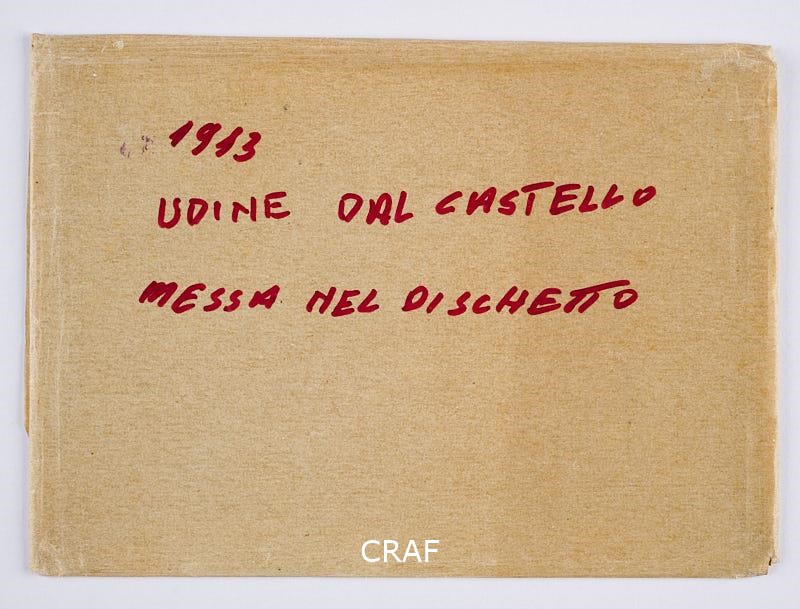 1913
UDINE DAL CASTELLO
MESSA NEL DISCHETTO
CRAF